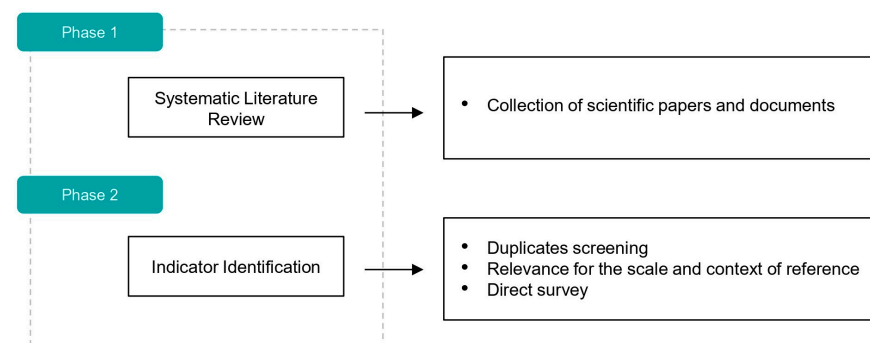 Phase 1
Systematic Literature
Review
• Collection of scientific papers and documents
Phase 2
Indicator Identification
• Duplicates screening
• Relevance for the scale and context of reference
• Direct survey